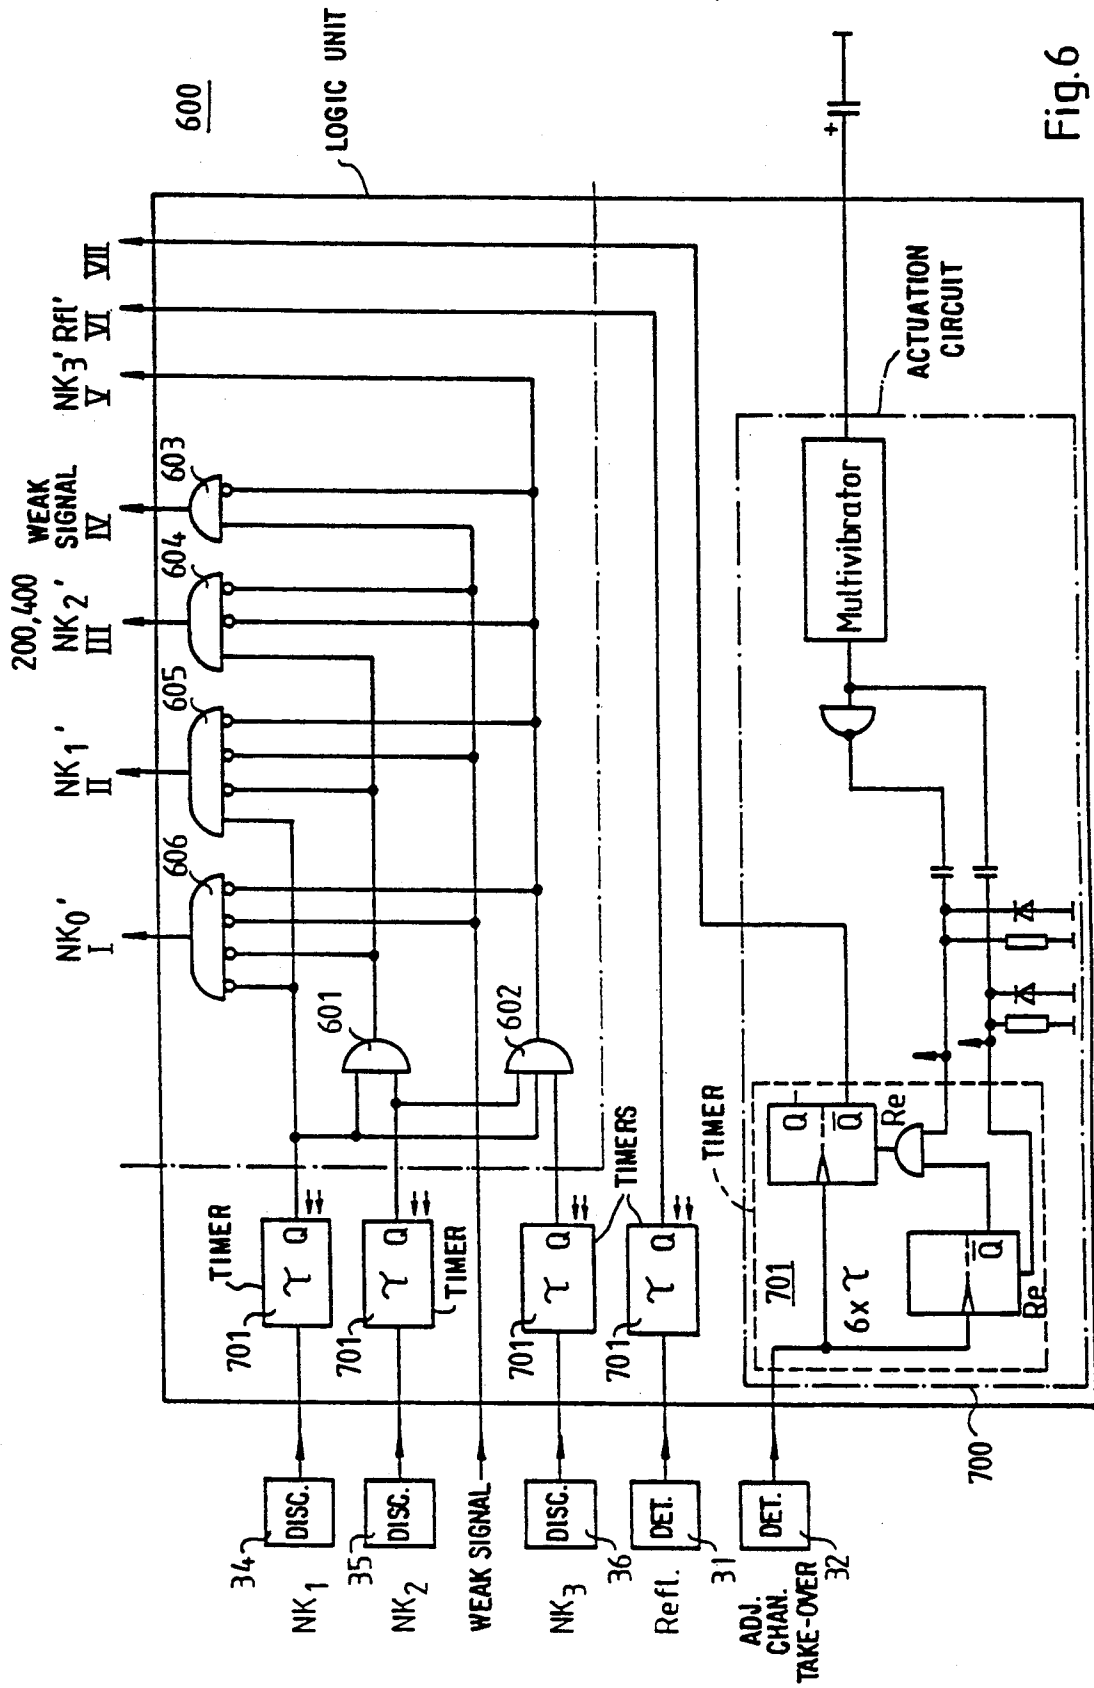 600
LOGIC UNIT
NK0'
I
NK1'
II
200,400
NK2'
III
WEAK
SIGNAL
IV
NK3'
V
Rfl'
VI
VII
606
605
604
603
601
602
TIMER
701
τ
Q
701
τ
Q
TIMER
701
τ
Q
TIMERS
701
τ
Q
34
DISC.
NK1
35
DISC.
NK2
WEAK SIGNAL
DISC.
36
NK3
DET.
31
Refl.
DET.
32
ADJ.
CHAN.
TAKE-OVER
700
TIMER
701
6x τ
Q
Q̅
Re
Q̅
Re
Multivibrator
ACTUATION
CIRCUIT
+
Fig.6